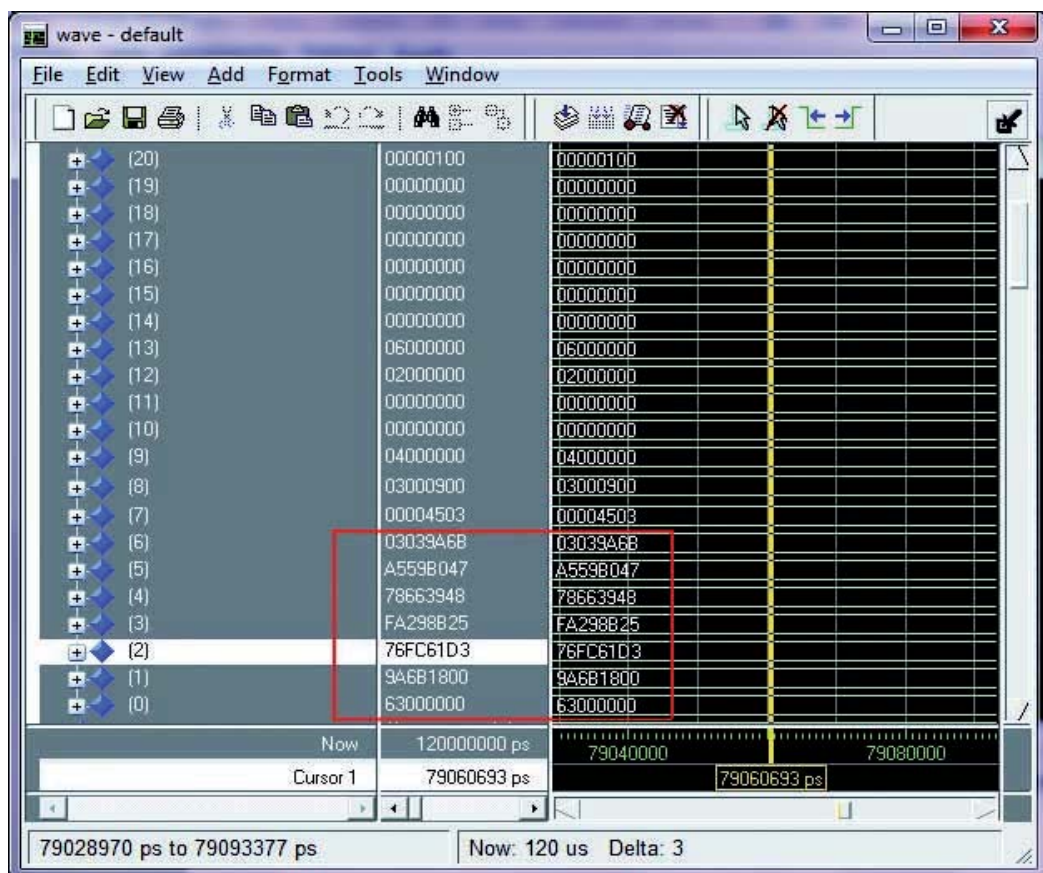 wave - default
File Edit View Add Format Tools Window
(20) 00000100 00000100
(19) 00000000 00000000
(18) 00000000 00000000
(17) 00000000 00000000
(16) 00000000 00000000
(15) 00000000 00000000
(14) 00000000 00000000
(13) 06000000 06000000
(12) 02000000 02000000
(11) 00000000 00000000
(10) 00000000 00000000
(9) 04000000 04000000
(8) 03000900 03000900
(7) 00004503 00004503
(6) 03039A6B 03039A6B
(5) A559B047 A559B047
(4) 78663948 78663948
(3) FA298B25 FA298B25
(2) 76FC61D3 76FC61D3
(1) 9A6B1800 9A6B1800
(0) 63000000 63000000
Now 120000000 ps 79040000 79080000
Cursor 1 79060693 ps 79060693 ps
79028970 ps to 79093377 ps Now: 120 us Delta: 3